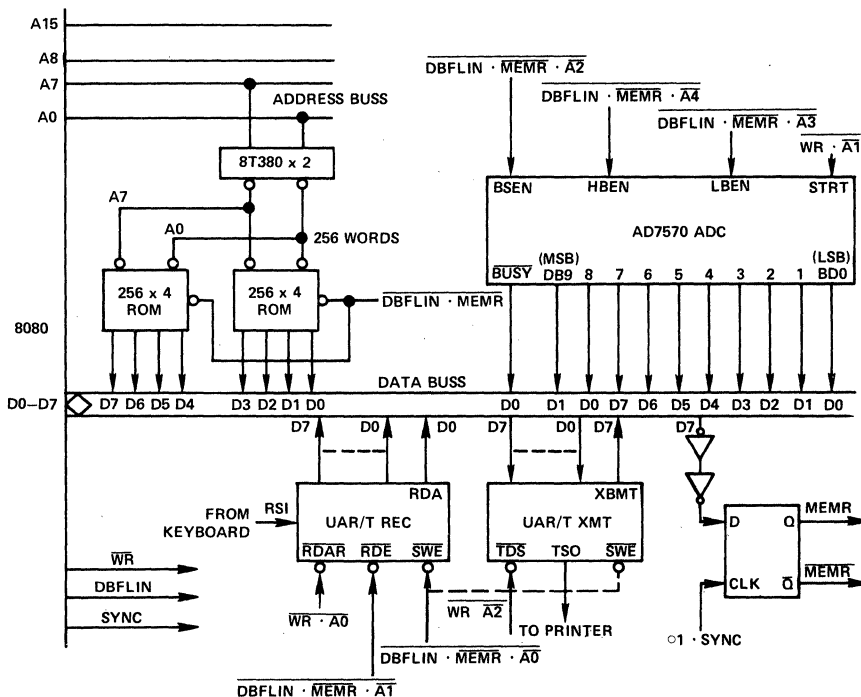 A15
A8
A7
A0
ADDRESS BUSS
8T380 x 2
A7
A0
256 WORDS
256 x 4
ROM
256 x 4
ROM
DBFLIN · MEMR
8080
DBFLIN · MEMR · A2
DBFLIN · MEMR · A4
DBFLIN · MEMR · A3
WR · A1
BSEN HBEN LBEN STRT
AD7570 ADC
(MSB) (LSB)
BUSY DB9 8 7 6 5 4 3 2 1 BD0
DATA BUSS
D0–D7 D7 D6 D5 D4 D3 D2 D1 D0 D0 D1 D0 D7 D6 D5 D4 D3 D2 D1 D0
D7 D0 D0 D7 D0 D7 D7
RDA
FROM
KEYBOARD
RSI
UAR/T REC
RDAR RDE SWE
XBMT
UAR/T XMT
TDS TSO SWE
D Q MEMR
CLK Q MEMR
WR
DBFLIN
SYNC
WR · A0
WR A2
TO PRINTER
○1 · SYNC
DBFLIN · MEMR · A0
DBFLIN · MEMR · A1